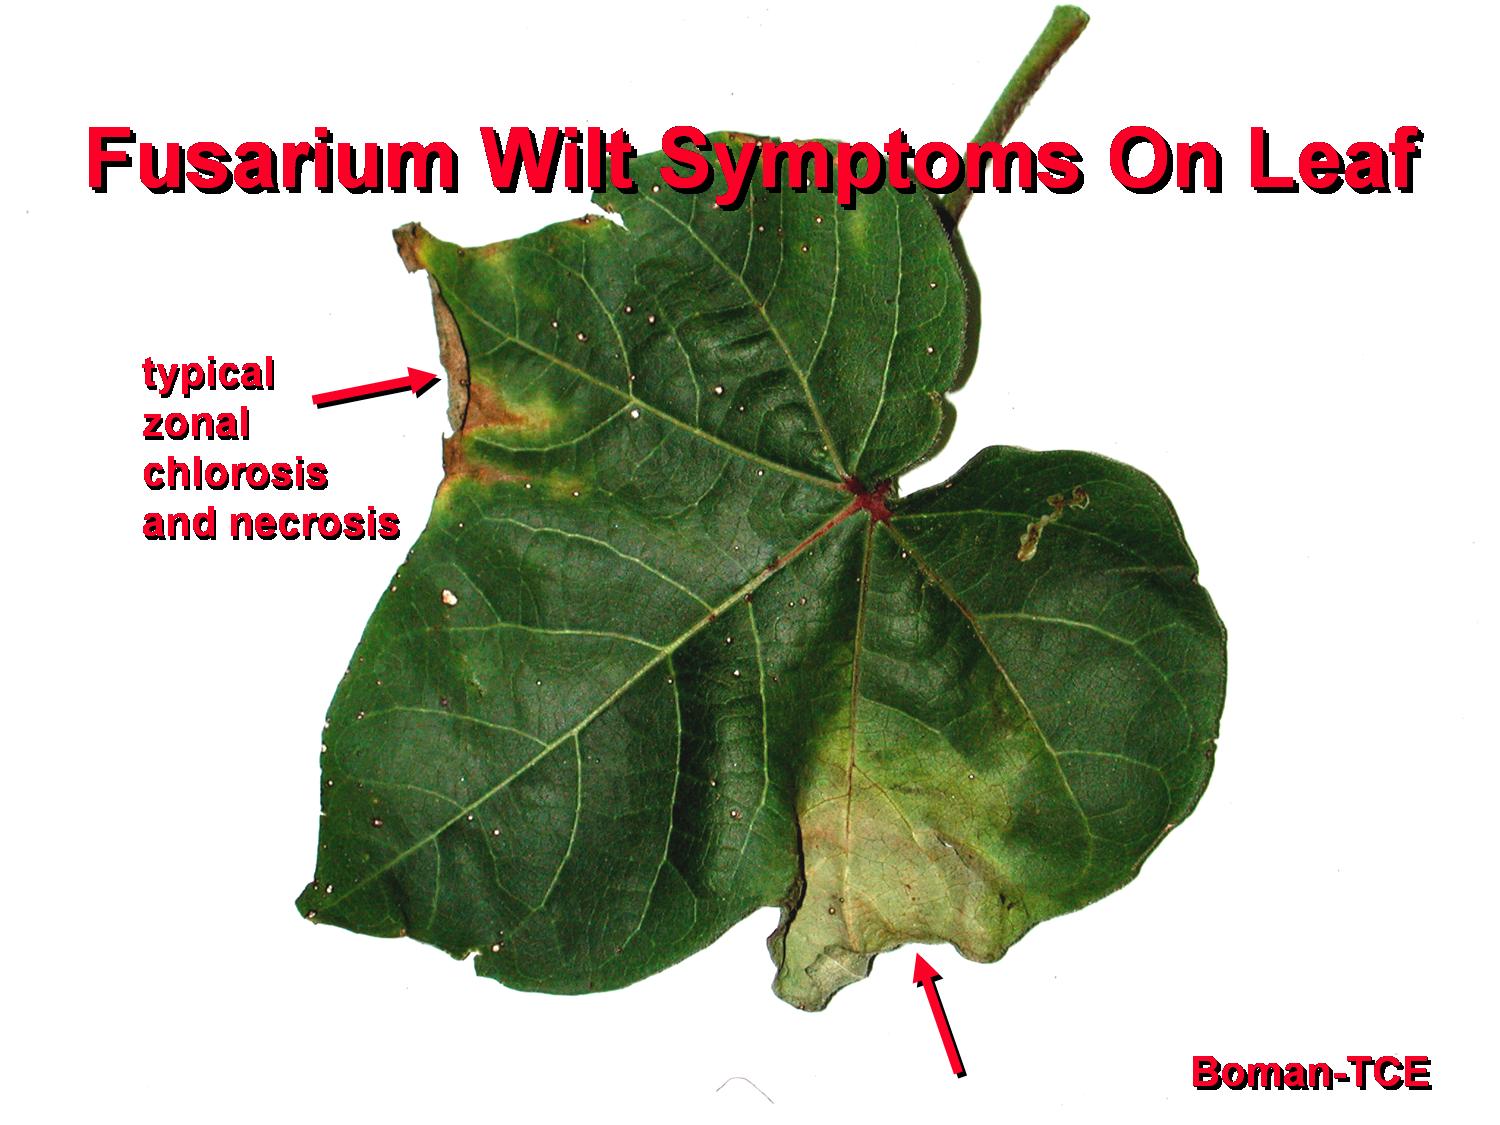 Fusarium Wilt Symptoms On Leaf
typical
zonal
chlorosis
and necrosis
Boman-TCE